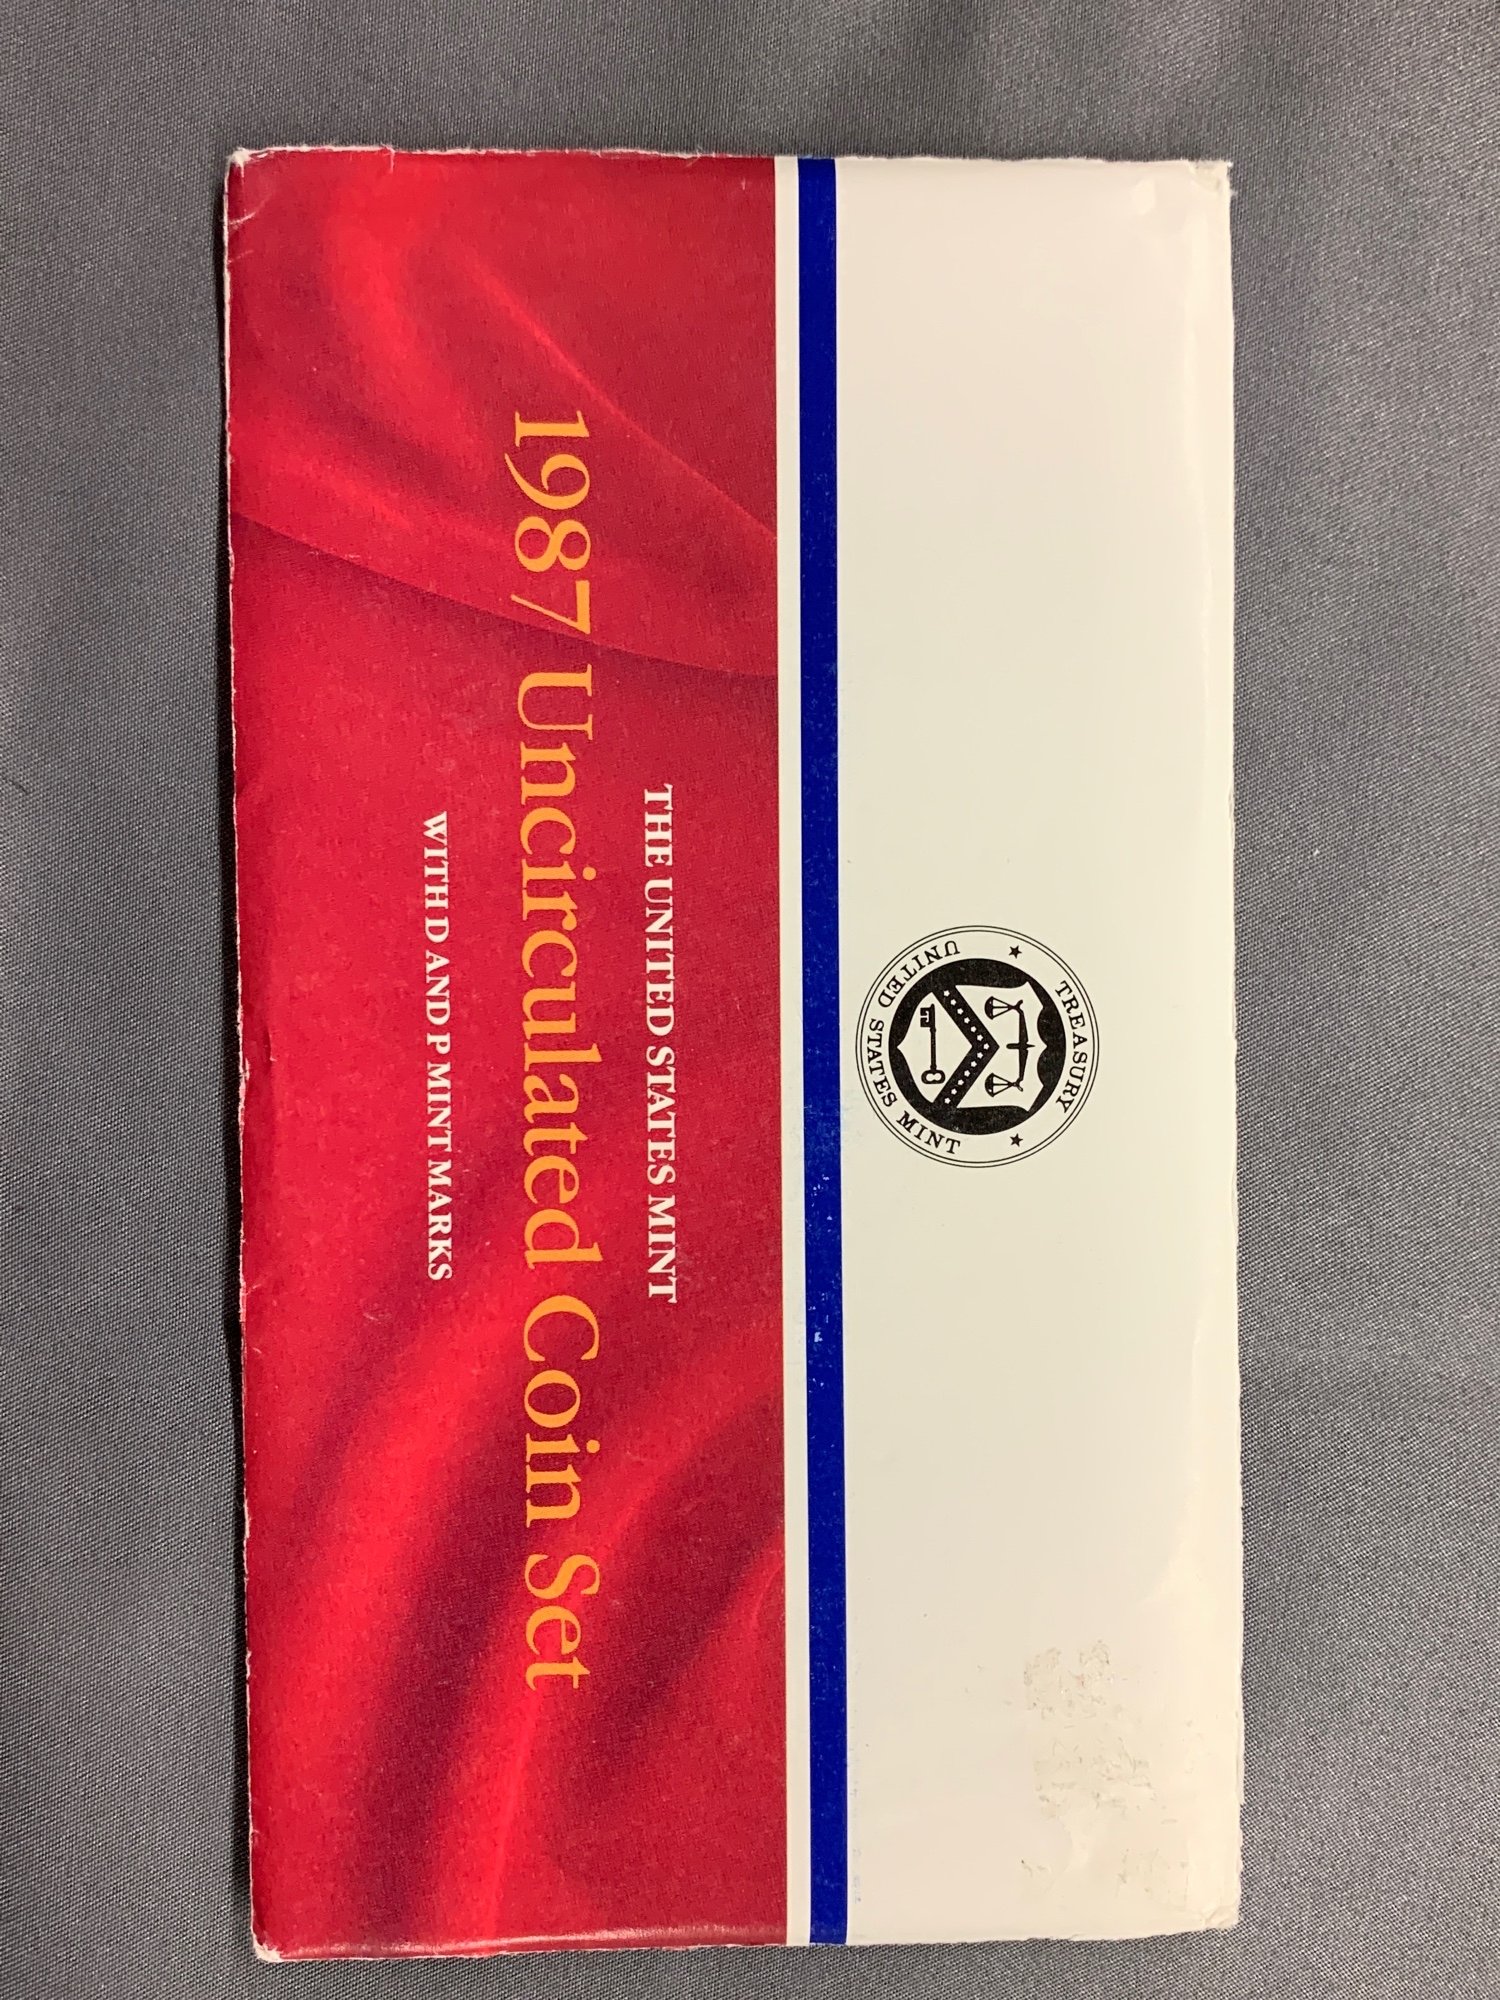 TREASURY
UNITED STATES MINT
THE UNITED STATES MINT
1987 Uncirculated Coin Set
WITH D AND P MINT MARKS